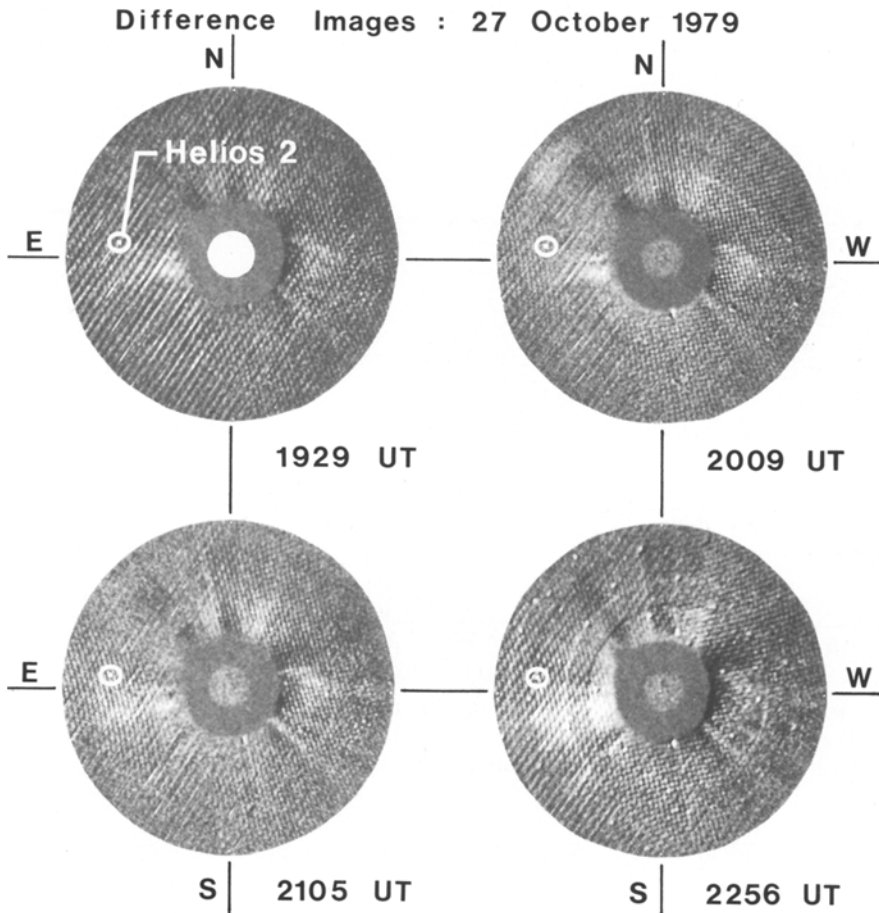 Difference Images : 27 October 1979
N N
Helios 2
E W
1929 UT 2009 UT
E W
S 2105 UT S 2256 UT